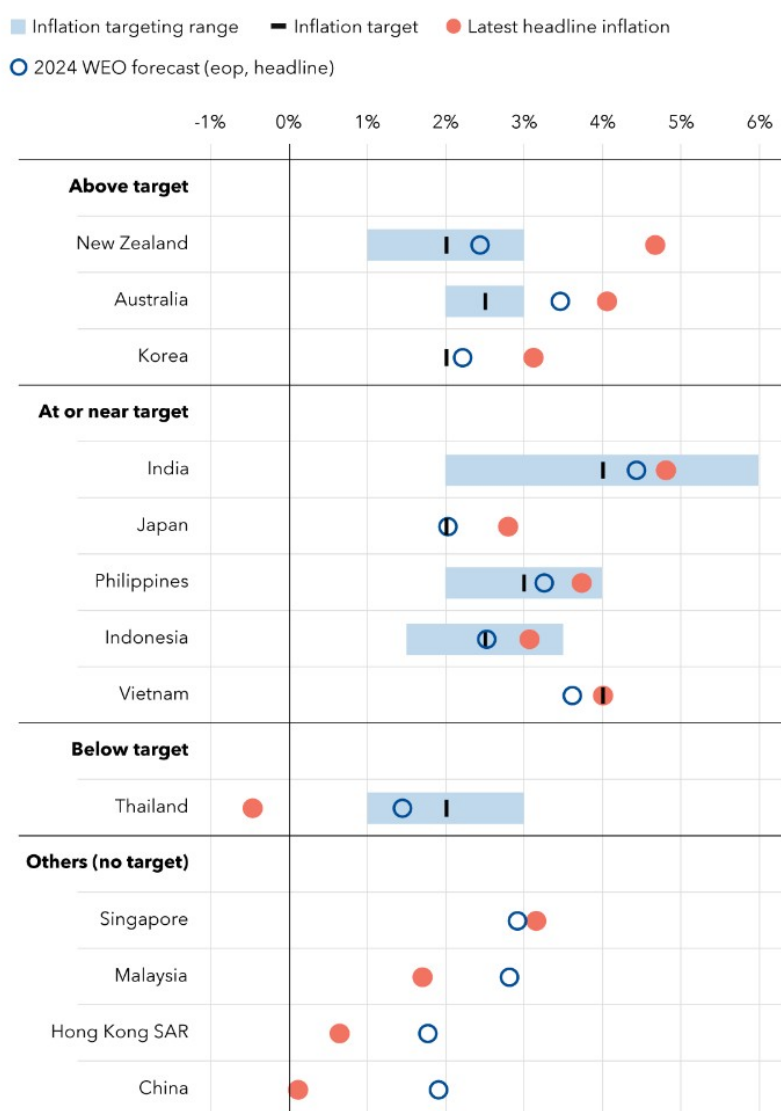 Inflation targeting range Inflation target Latest headline inflation
2024 WEO forecast (eop, headline)
-1% 0% 1% 2% 3% 4% 5% 6%
Above target
New Zealand
Australia
Korea
At or near target
India
Japan
Philippines
Indonesia
Vietnam
Below target
Thailand
Others (no target)
Singapore
Malaysia
Hong Kong SAR
China